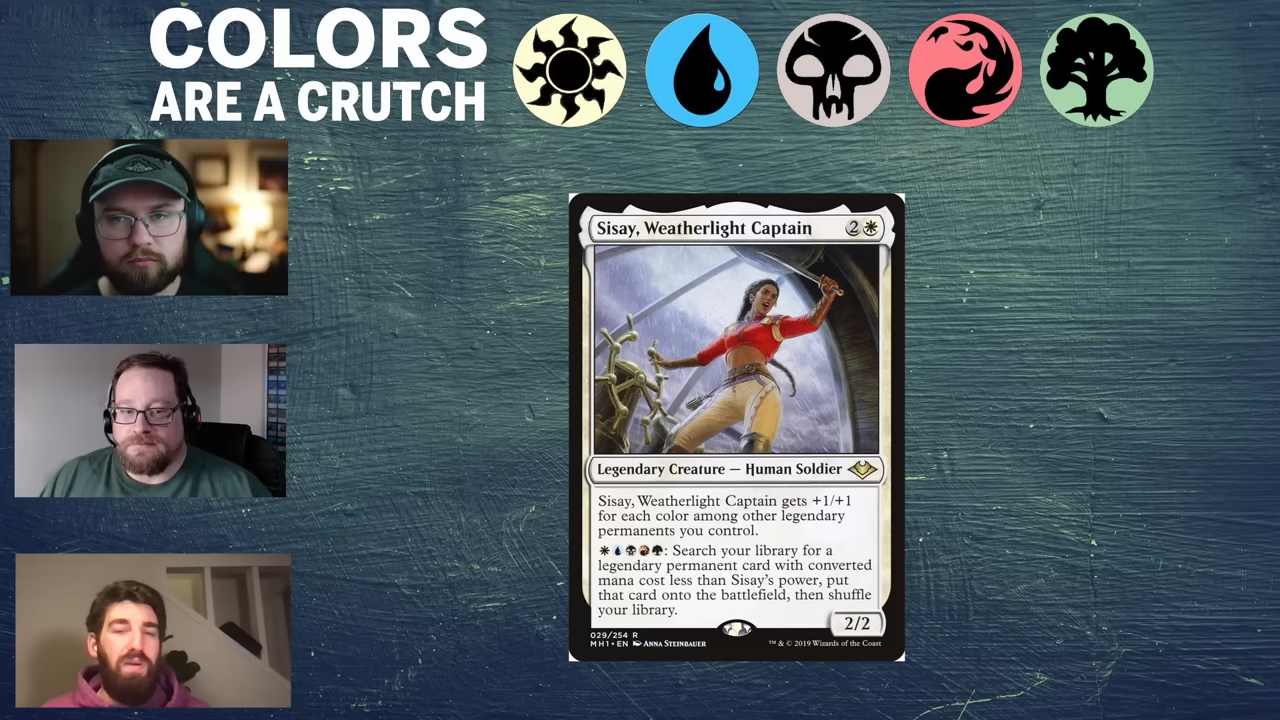 COLORS
ARE A CRUTCH
Sisay, Weatherlight Captain 2
Legendary Creature — Human Soldier
Sisay, Weatherlight Captain gets +1/+1
for each color among other legendary
permanents you control.
: Search your library for a
legendary permanent card with converted
mana cost less than Sisay's power, put
that card onto the battlefield, then shuffle
your library.
2/2
029/254 R
MH1 • EN Anna Steinbauer
™ & © 2019 Wizards of the Coast